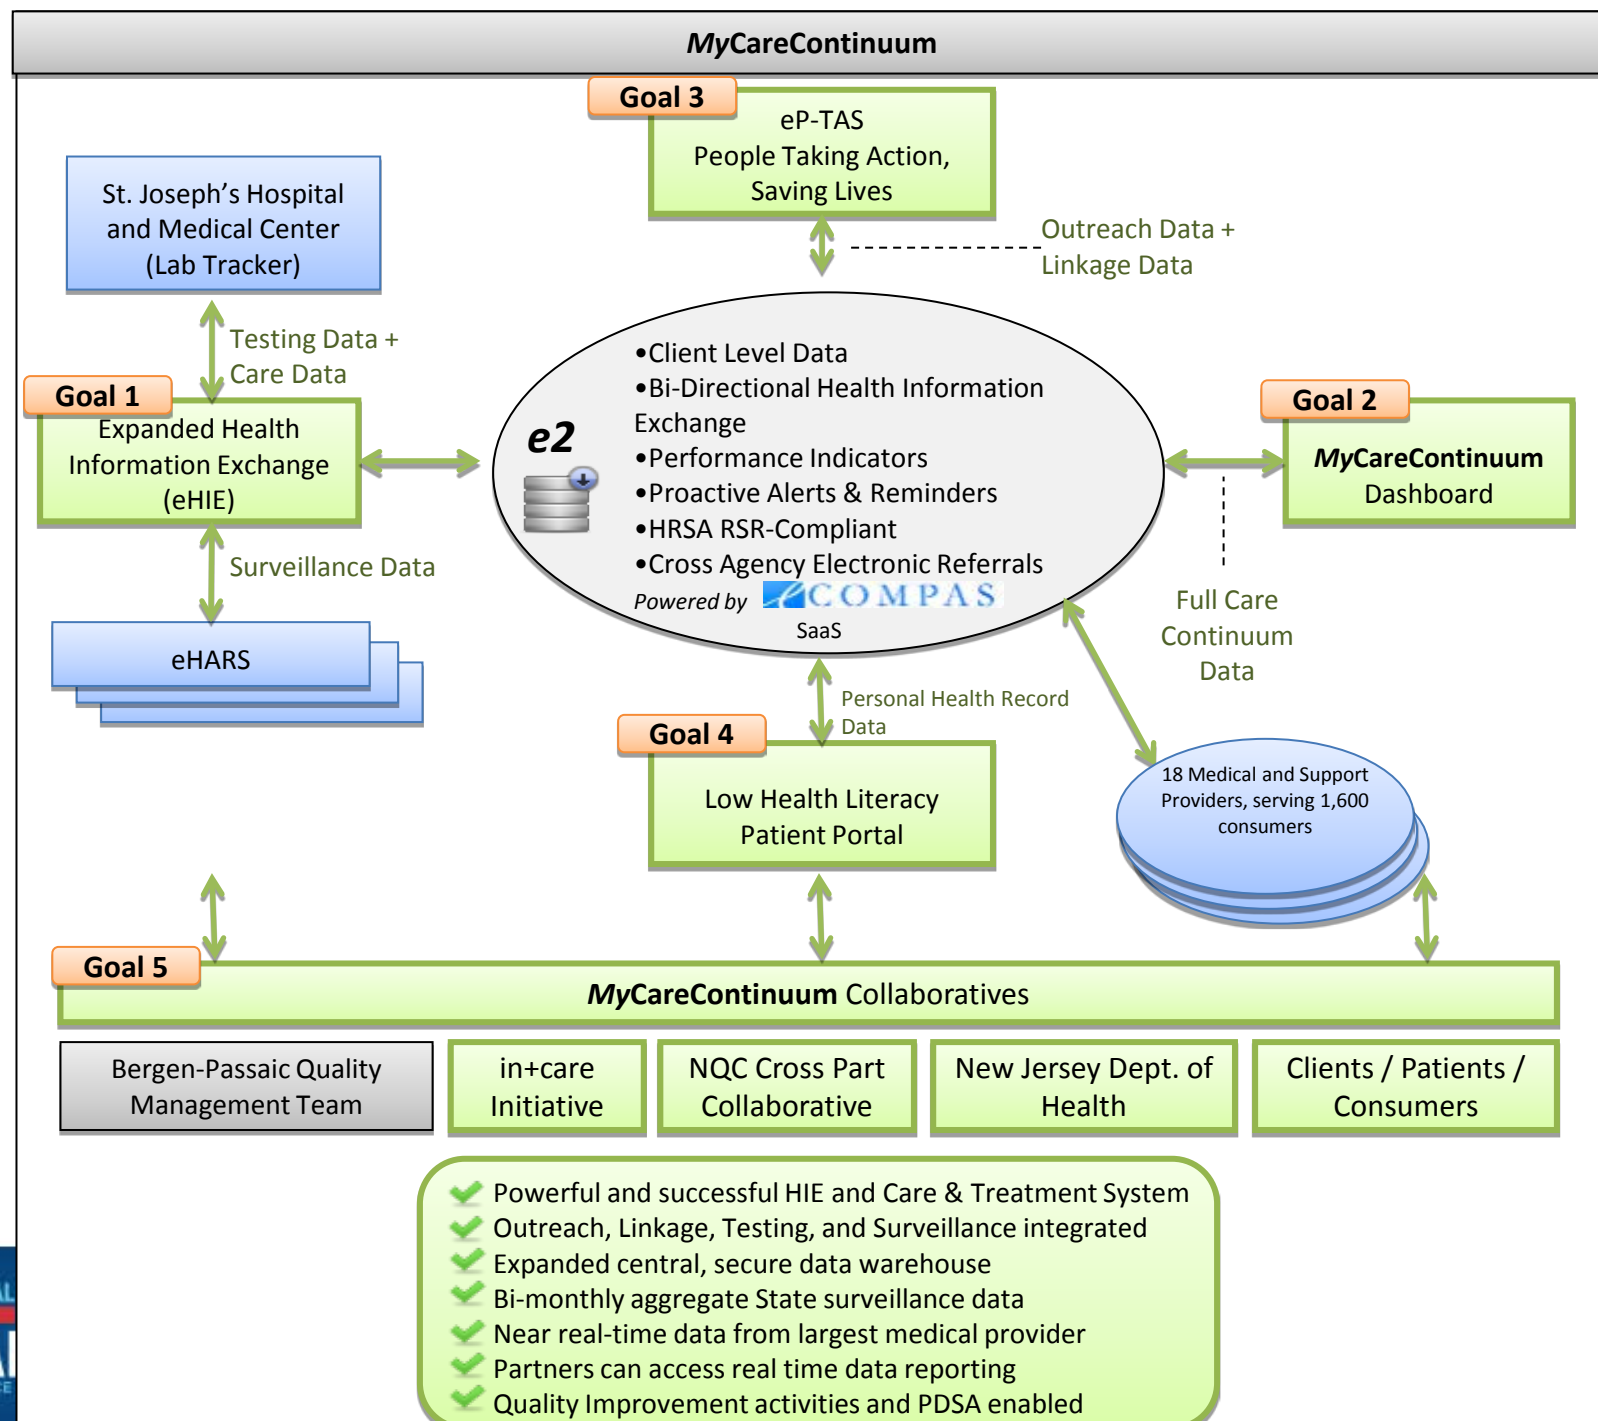 MyCareContinuum
Goal 3
eP-TAS
People Taking Action,
Saving Lives
St. Joseph’s Hospital
and Medical Center
(Lab Tracker)
Outreach Data +
Linkage Data
Testing Data +
Care Data
Goal 1
Expanded Health
Information Exchange
(eHIE)
e2
•Client Level Data
•Bi-Directional Health Information
Exchange
•Performance Indicators
•Proactive Alerts & Reminders
•HRSA RSR-Compliant
•Cross Agency Electronic Referrals
Powered by eCOMPAS
SaaS
Goal 2
MyCareContinuum
Dashboard
Surveillance Data
eHARS
Full Care
Continuum
Data
Personal Health Record
Data
Goal 4
Low Health Literacy
Patient Portal
18 Medical and Support
Providers, serving 1,600
consumers
Goal 5
MyCareContinuum Collaboratives
Bergen-Passaic Quality
Management Team
in+care
Initiative
NQC Cross Part
Collaborative
New Jersey Dept. of
Health
Clients / Patients /
Consumers
Powerful and successful HIE and Care & Treatment System
Outreach, Linkage, Testing, and Surveillance integrated
Expanded central, secure data warehouse
Bi-monthly aggregate State surveillance data
Near real-time data from largest medical provider
Partners can access real time data reporting
Quality Improvement activities and PDSA enabled